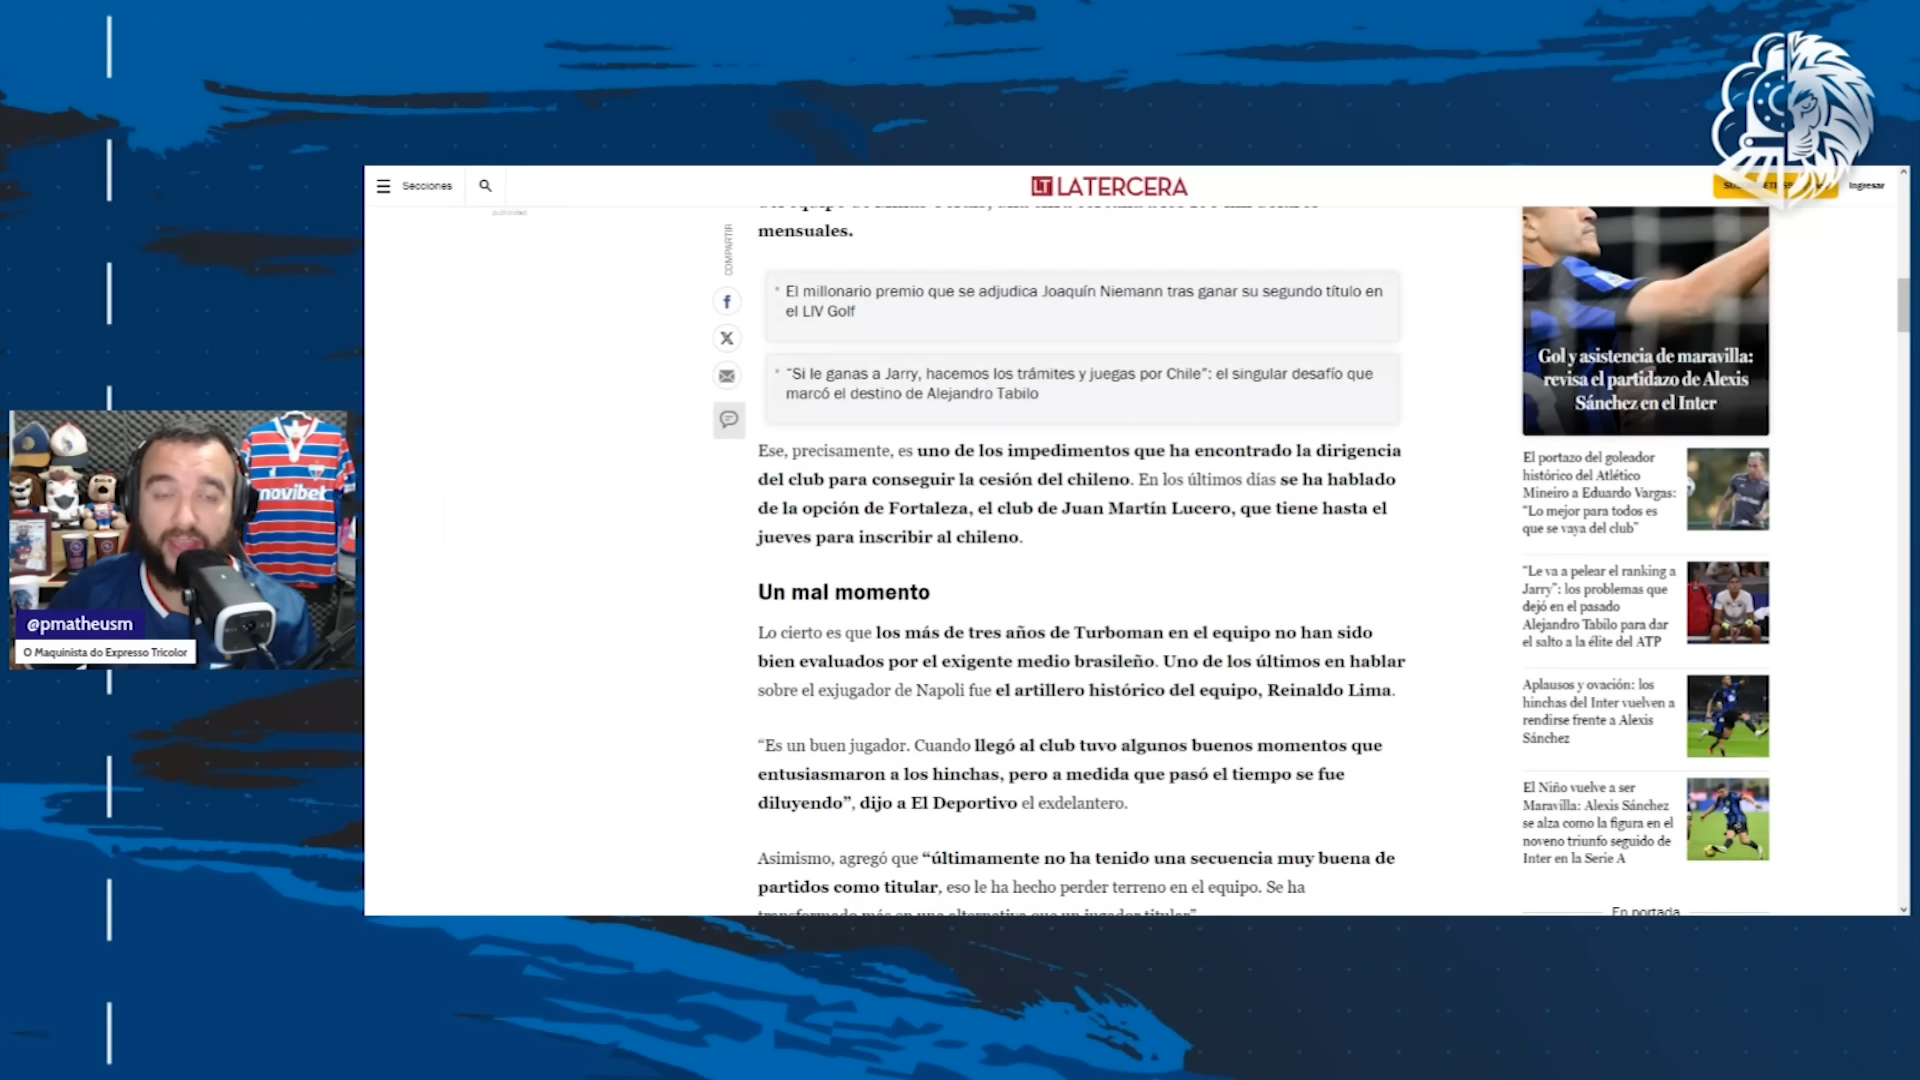 Secciones
LT LATERCERA
Ingresar
publicidad
COMPARTIR
mensuales.
El millonario premio que se adjudica Joaquín Niemann tras ganar su segundo título en
el LIV Golf
“Si le ganas a Jarry, hacemos los trámites y juegas por Chile”: el singular desafío que
marcó el destino de Alejandro Tabilo
Ese, precisamente, es uno de los impedimentos que ha encontrado la dirigencia
del club para conseguir la cesión del chileno. En los últimos días se ha hablado
de la opción de Fortaleza, el club de Juan Martín Lucero, que tiene hasta el
jueves para inscribir al chileno.
Un mal momento
Lo cierto es que los más de tres años de Turboman en el equipo no han sido
bien evaluados por el exigente medio brasileño. Uno de los últimos en hablar
sobre el exjugador de Napoli fue el artillero histórico del equipo, Reinaldo Lima.
“Es un buen jugador. Cuando llegó al club tuvo algunos buenos momentos que
entusiasmaron a los hinchas, pero a medida que pasó el tiempo se fue
diluyendo”, dijo a El Deportivo el exdelantero.
Asimismo, agregó que “últimamente no ha tenido una secuencia muy buena de
partidos como titular, eso le ha hecho perder terreno en el equipo. Se ha
transformado más en una alternativa que un jugador titular”
Gol y asistencia de maravilla:
revisa el partidazo de Alexis
Sánchez en el Inter
El portazo del goleador
histórico del Atlético
Mineiro a Eduardo Vargas:
“Lo mejor para todos es
que se vaya del club”
“Le va a pelear el ranking a
Jarry”: los problemas que
dejó en el pasado
Alejandro Tabilo para dar
el salto a la élite del ATP
Aplausos y ovación: los
hinchas del Inter vuelven a
rendirse frente a Alexis
Sánchez
El Niño vuelve a ser
Maravilla: Alexis Sánchez
se alza como la figura en el
noveno triunfo seguido de
Inter en la Serie A
En portada
novibet
@pmatheusm
O Maquinista do Expresso Tricolor